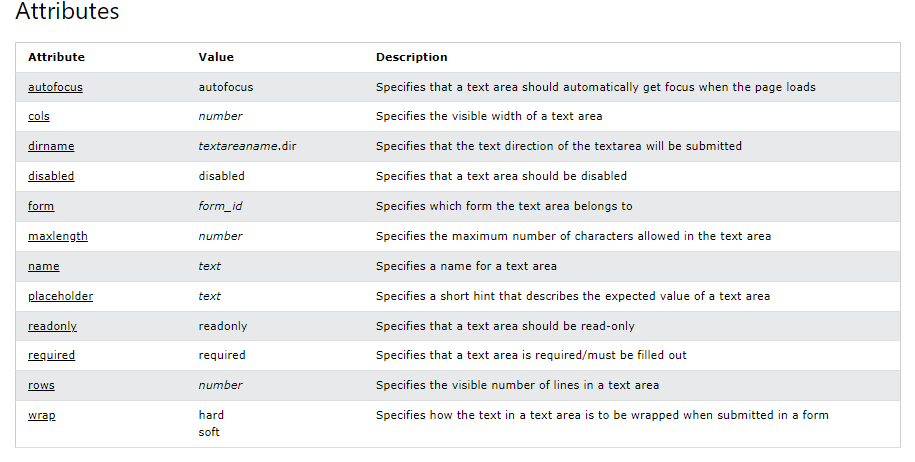 Attributes
Attribute Value Description
autofocus autofocus Specifies that a text area should automatically get focus when the page loads
cols number Specifies the visible width of a text area
dirname textareaname.dir Specifies that the text direction of the textarea will be submitted
disabled disabled Specifies that a text area should be disabled
form form_id Specifies which form the text area belongs to
maxlength number Specifies the maximum number of characters allowed in the text area
name text Specifies a name for a text area
placeholder text Specifies a short hint that describes the expected value of a text area
readonly readonly Specifies that a text area should be read-only
required required Specifies that a text area is required/must be filled out
rows number Specifies the visible number of lines in a text area
wrap hard Specifies how the text in a text area is to be wrapped when submitted in a form
soft